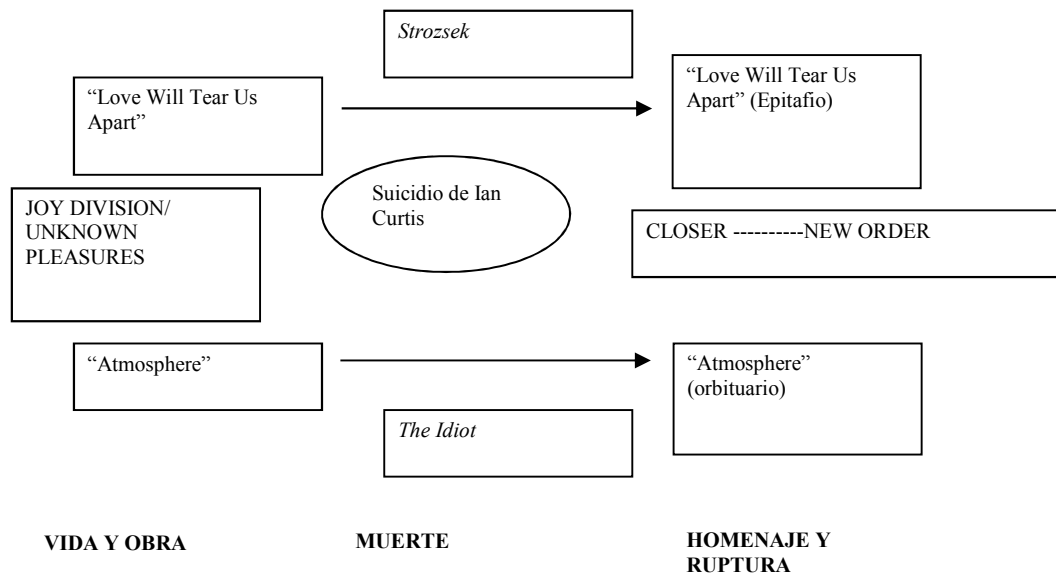 Strozsek
“Love Will Tear Us
Apart”
“Love Will Tear Us
Apart” (Epitafio)
Suicidio de Ian
Curtis
JOY DIVISION/
UNKNOWN
PLEASURES
CLOSER ----------NEW ORDER
“Atmosphere”
“Atmosphere”
(orbituario)
The Idiot
VIDA Y OBRA
MUERTE
HOMENAJE Y
RUPTURA